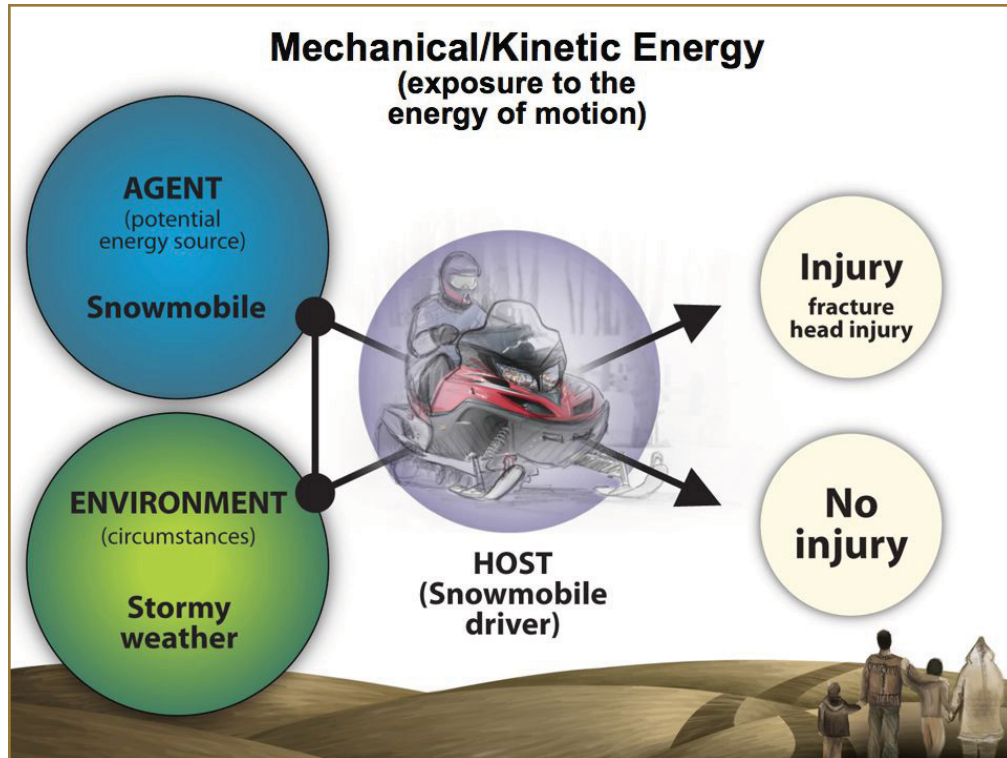 Mechanical/Kinetic Energy
(exposure to the
energy of motion)
AGENT
(potential
energy source)
Snowmobile
ENVIRONMENT
(circumstances)
Stormy
weather
HOST
(Snowmobile
driver)
Injury
fracture
head injury
No
injury